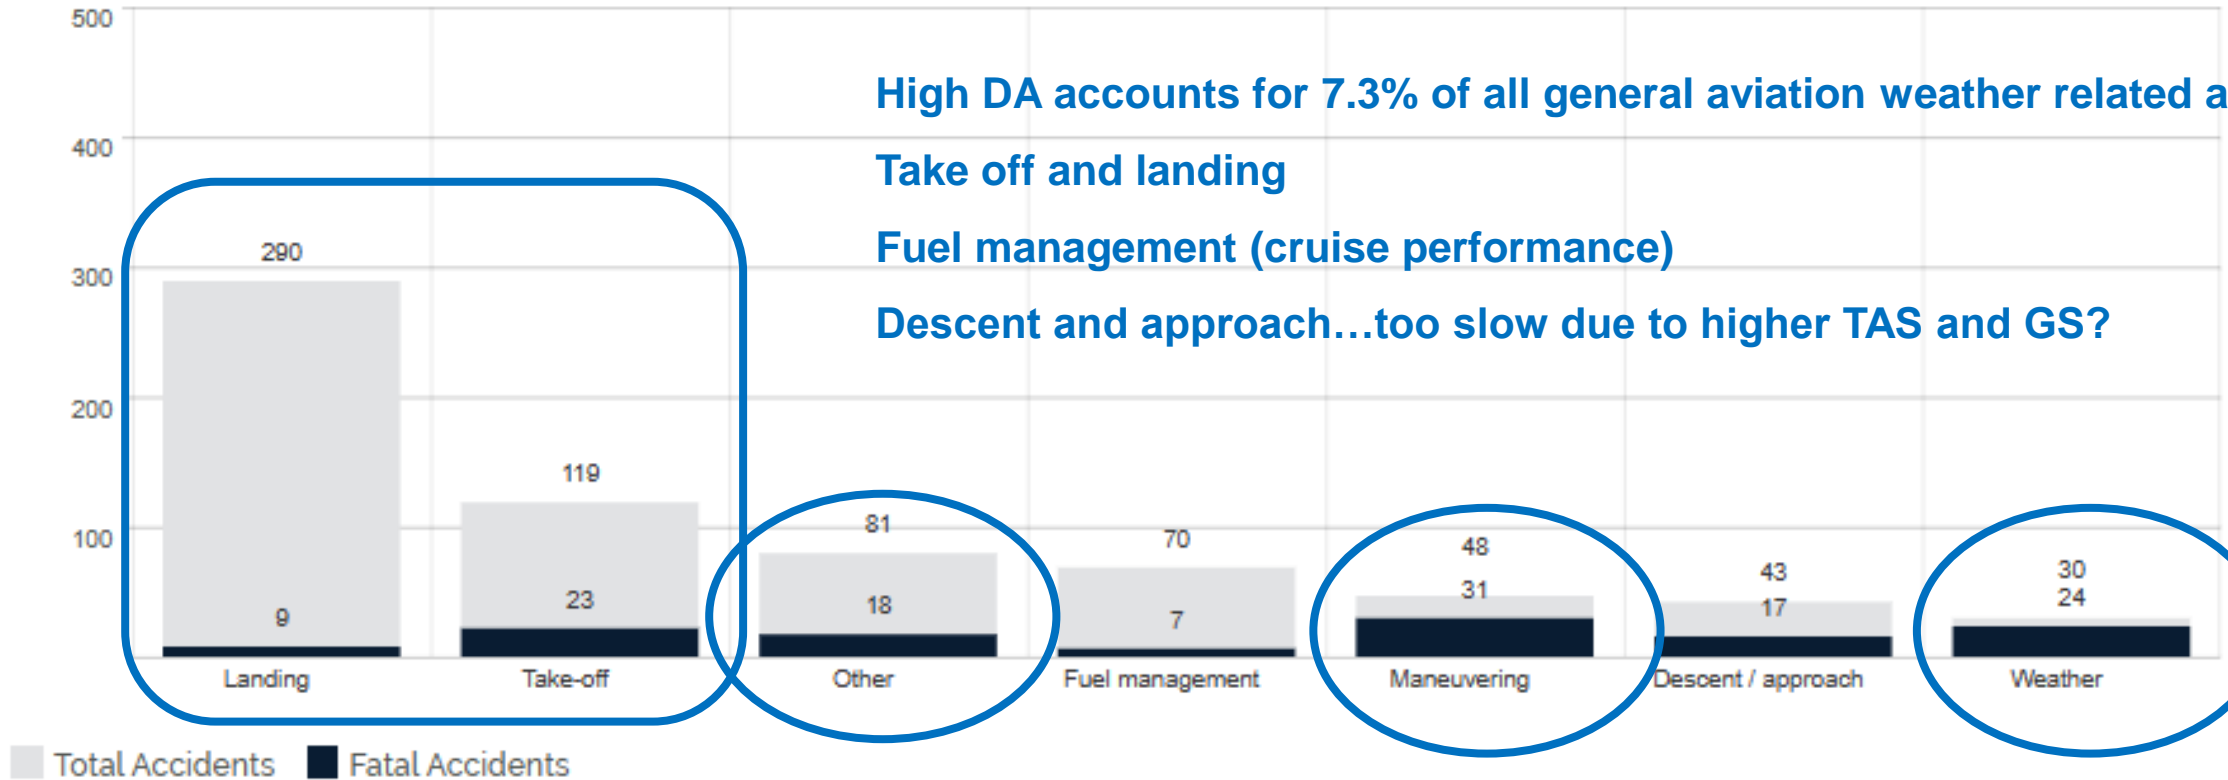 500
High DA accounts for 7.3% of all general aviation weather related a
400
Take off and landing
Fuel management (cruise performance)
300
290
Descent and approach…too slow due to higher TAS and GS?
200
119
100
81
70
48
43
30
9
23
18
7
31
17
24
Landing
Take-off
Other
Fuel management
Maneuvering
Descent / approach
Weather
Total Accidents
Fatal Accidents